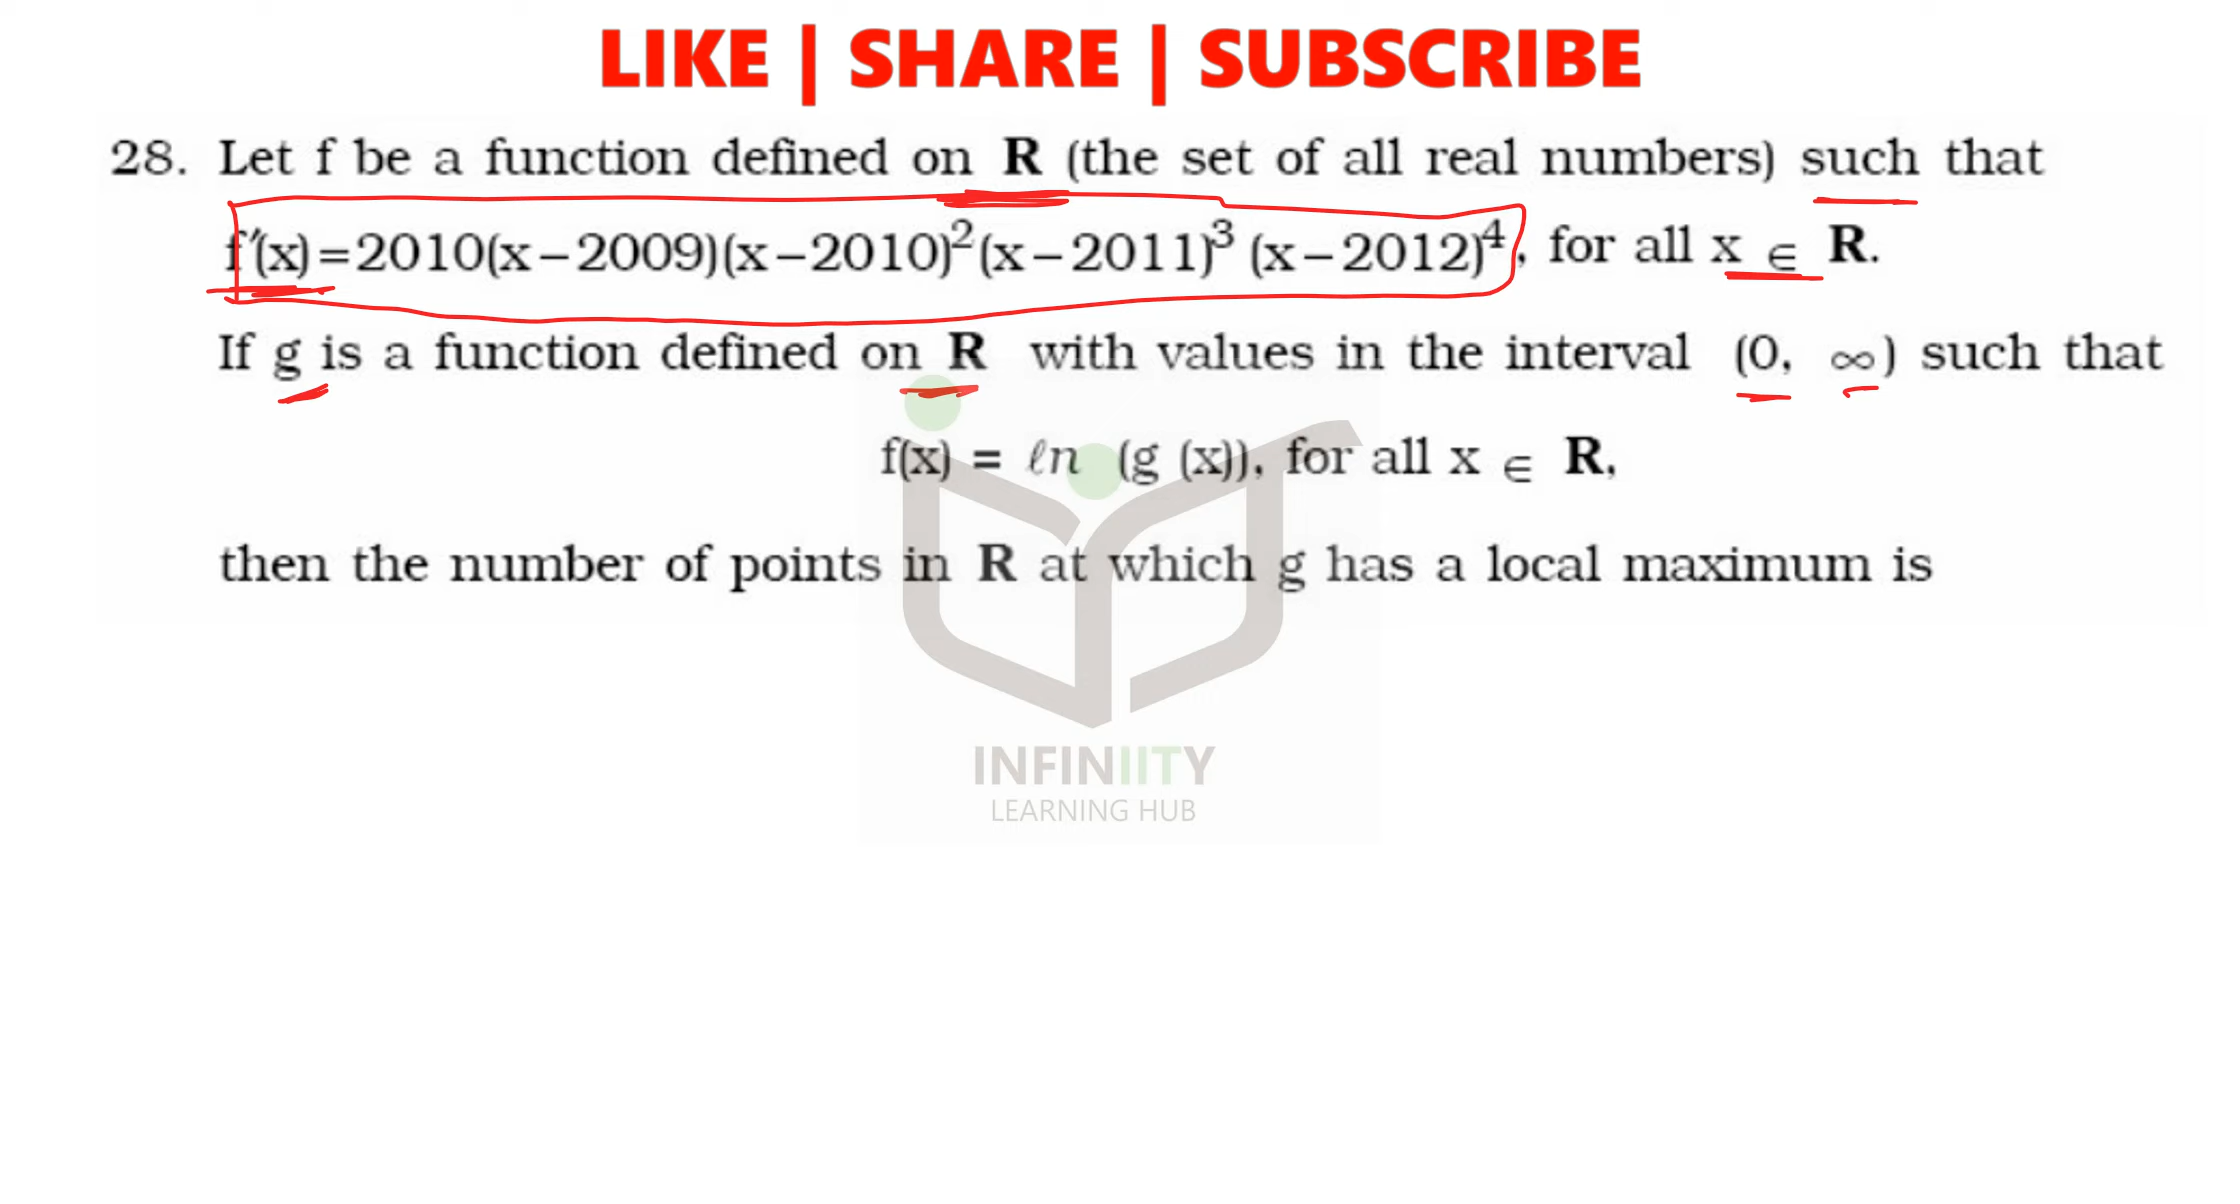 LIKE | SHARE | SUBSCRIBE
28. Let f be a function defined on R (the set of all real numbers) such that
f′(x)=2010(x–2009)(x–2010)²(x–2011)³ (x–2012)⁴, for all x ∈ R.
If g is a function defined on R with values in the interval (0, ∞) such that
f(x) = ℓn (g (x)), for all x ∈ R,
then the number of points in R at which g has a local maximum is
INFINIITY
LEARNING HUB